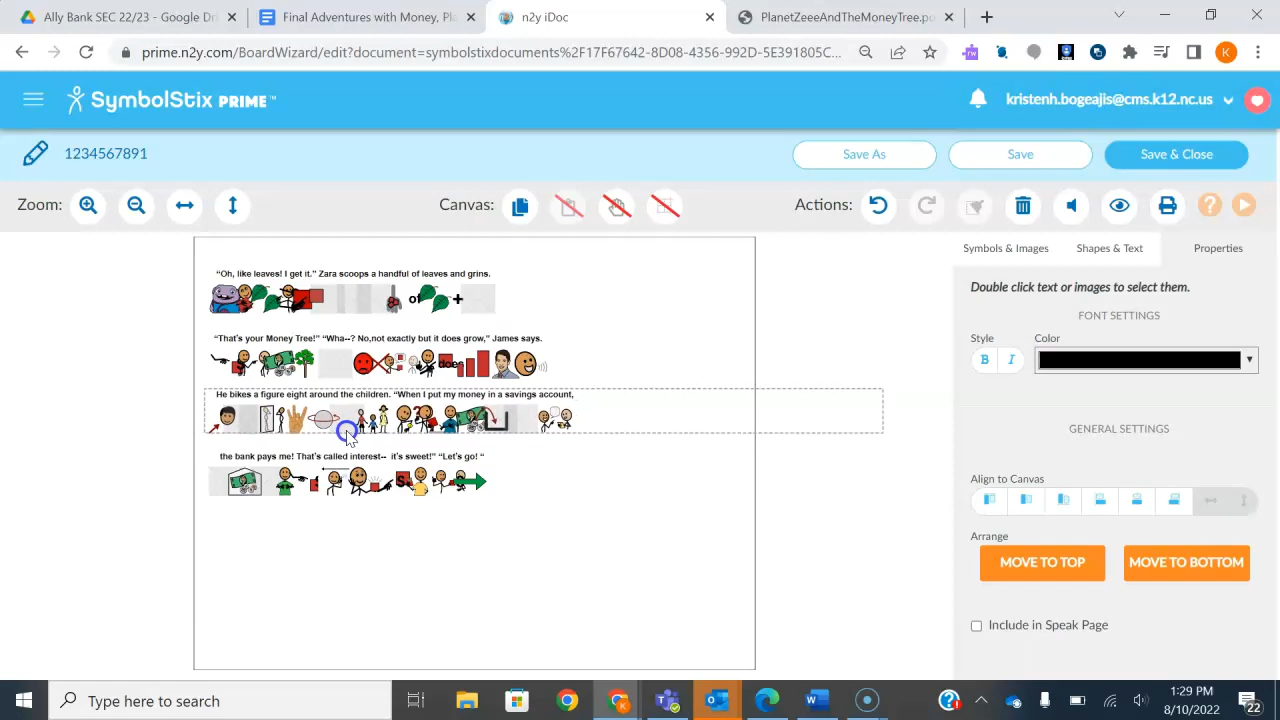 Ally Bank SEC 22/23 - Google Dri
Final Adventures with Money, Pl
n2y iDoc
PlanetZeeeAndTheMoneyTree.po
prime.n2y.com/BoardWizard/edit?document=symbolstixdocuments%2F17F67642-8D08-4356-992D-5E391805C...
rw
K
SymbolStix PRIME™
kristenh.bogeajis@cms.k12.nc.us
1234567891
Save As
Save
Save & Close
Zoom:
Canvas:
Actions:
Symbols & Images
Shapes & Text
Properties
Double click text or images to select them.
FONT SETTINGS
Style
Color
B
I
GENERAL SETTINGS
Align to Canvas
Arrange
MOVE TO TOP
MOVE TO BOTTOM
Include in Speak Page
“Oh, like leaves! I get it.” Zara scoops a handful of leaves and grins.
of +
“That’s your Money Tree!” “Wha--? No,not exactly but it does grow,” James says.
does
He bikes a figure eight around the children. “When I put my money in a savings account,
the bank pays me! That’s called interest-- it’s sweet!” “Let’s go! “
S
Type here to search
1:29 PM
8/10/2022
22